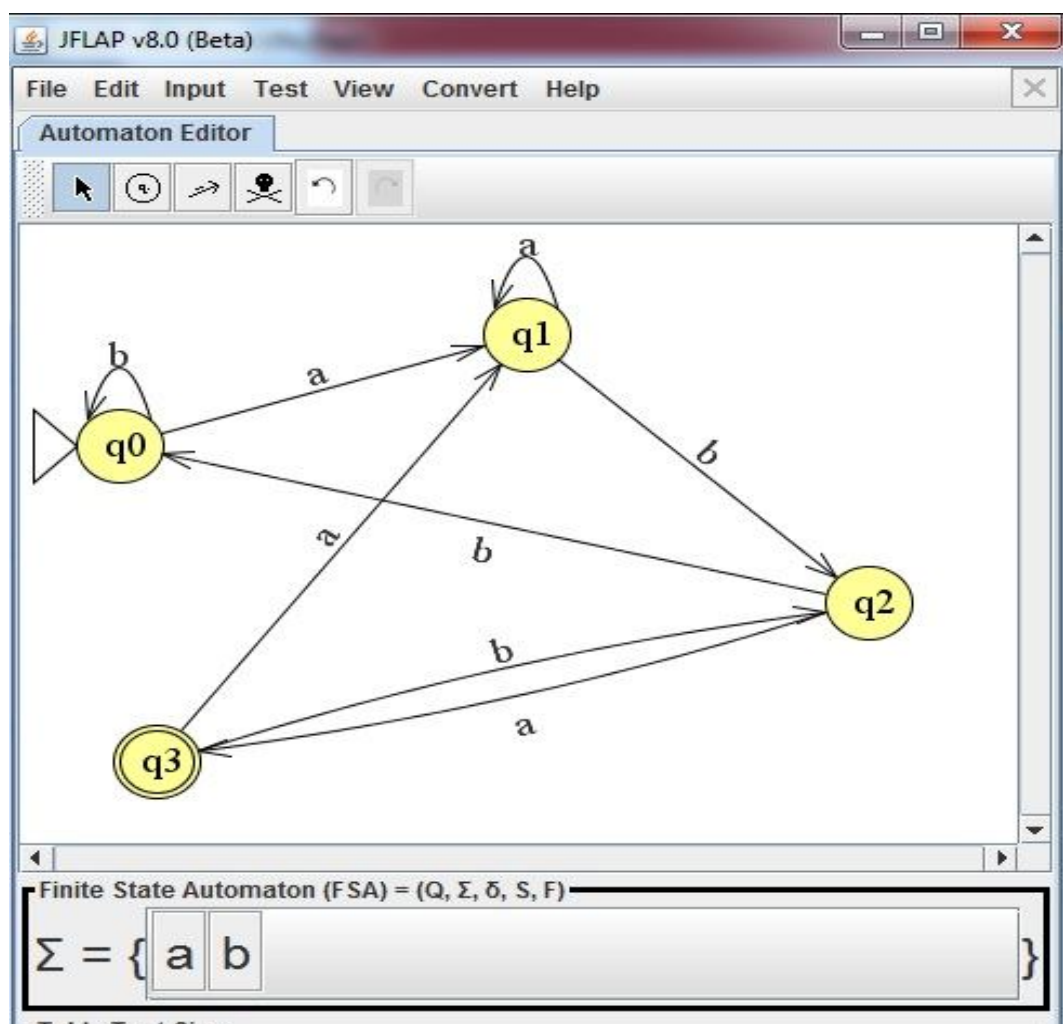 JFLAP v8.0 (Beta)
File Edit Input Test View Convert Help
Automaton Editor
q
a
q1
b
a
q0
b
a
b
q2
b
a
q3
Finite State Automaton (FSA) = (Q, Σ, δ, S, F)
Σ = { a b }